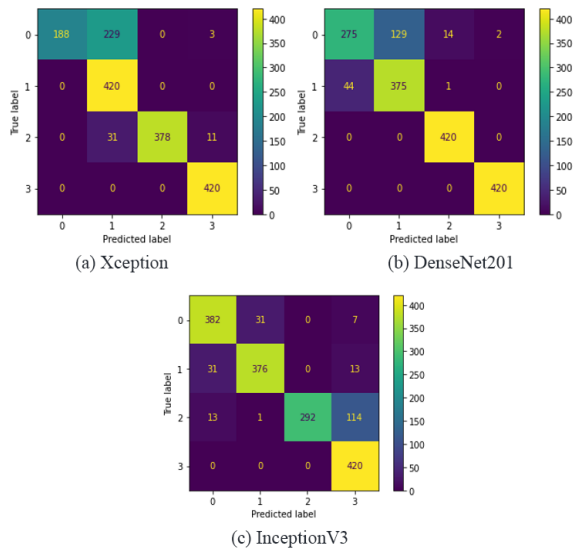 0 188 229 0 3
1 0 420 0 0
2 0 31 378 11
3 0 0 0 420
0 1 2 3
True label
Predicted label
400
350
300
250
200
150
100
50
0
(a) Xception
0 275 129 14 2
1 44 375 1 0
2 0 0 420 0
3 0 0 0 420
0 1 2 3
True label
Predicted label
400
350
300
250
200
150
100
50
0
(b) DenseNet201
0 382 31 0 7
1 31 376 0 13
2 13 1 292 114
3 0 0 0 420
0 1 2 3
True label
Predicted label
400
350
300
250
200
150
100
50
0
(c) InceptionV3